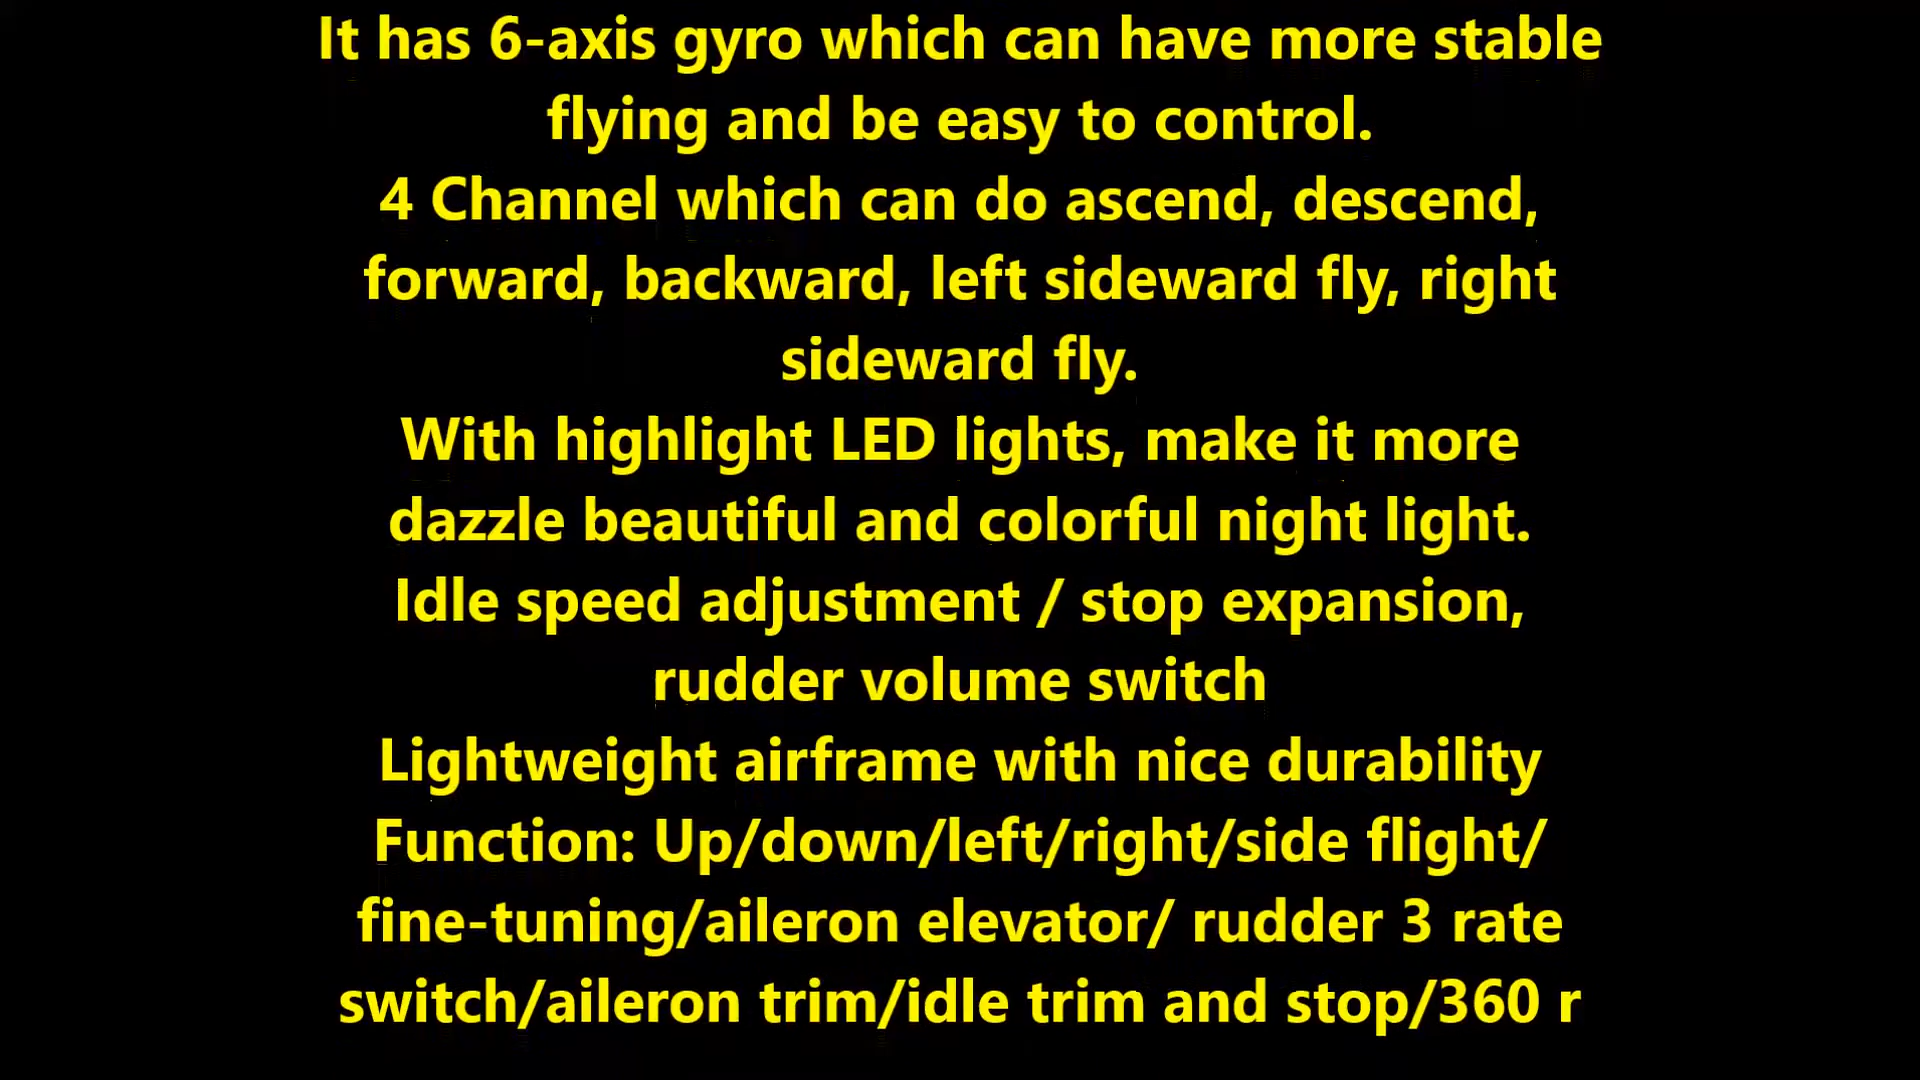 It has 6-axis gyro which can have more stable
flying and be easy to control.
4 Channel which can do ascend, descend,
forward, backward, left sideward fly, right
sideward fly.
With highlight LED lights, make it more
dazzle beautiful and colorful night light.
Idle speed adjustment / stop expansion,
rudder volume switch
Lightweight airframe with nice durability
Function: Up/down/left/right/side flight/
fine-tuning/aileron elevator/ rudder 3 rate
switch/aileron trim/idle trim and stop/360 r